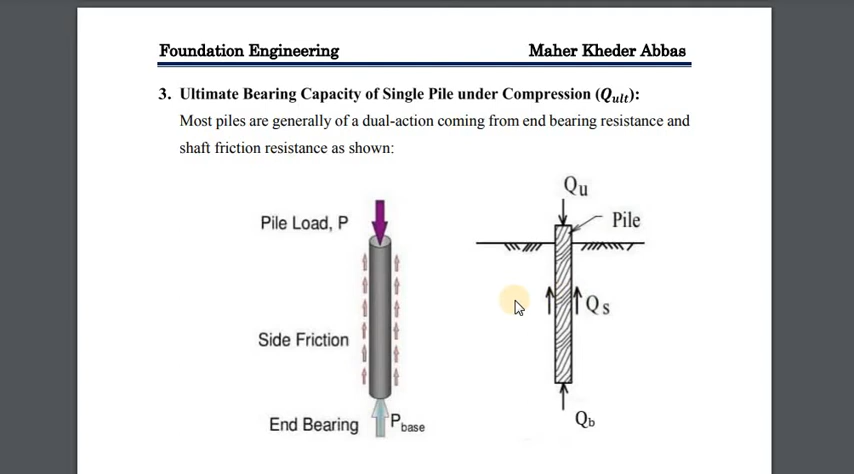 Foundation Engineering Maher Kheder Abbas
3. Ultimate Bearing Capacity of Single Pile under Compression (Qult):
Most piles are generally of a dual-action coming from end bearing resistance and
shaft friction resistance as shown:
Qu
Pile Load, P
Pile
Qs
Side Friction
End Bearing
Pbase
Qb